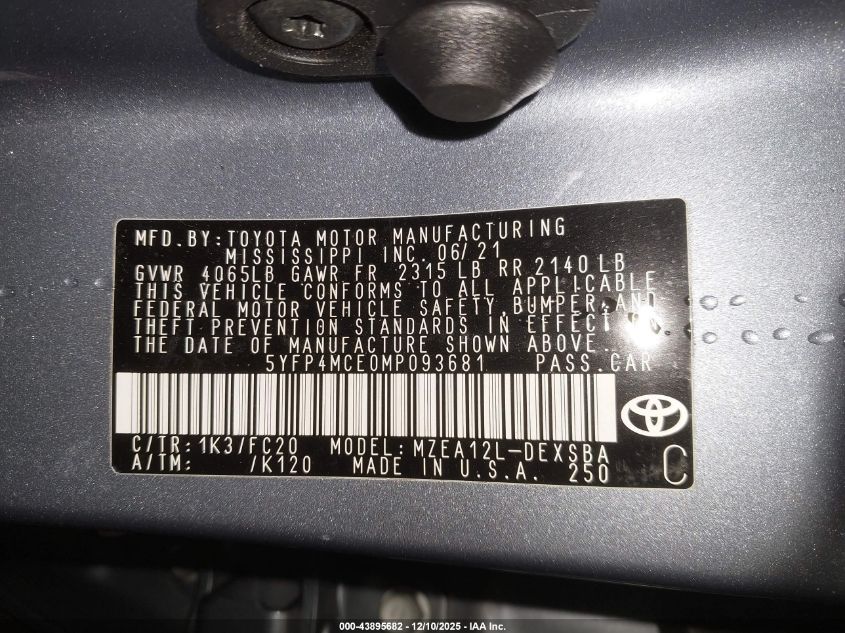 MFD. BY: TOYOTA MOTOR MANUFACTURING
MISSISSIPPI INC. 06/21
GVWR 4065LB GAWR FR 2315 LB RR 2140 LB
THIS VEHICLE CONFORMS TO ALL APPLICABLE
FEDERAL MOTOR VEHICLE SAFETY, BUMPER, AND
THEFT PREVENTION STANDARDS IN EFFECT
THE DATE OF MANUFACTURE SHOWN ABOVE.
5YFP4MCE0MP093681 PASS. CAR
C/TR: 1K3/FC20 MODEL: MZEA12L-DEXSBA
A/TM: /K120 MADE IN U.S.A. 250
C
000-43895682 - 12/10/2025 - IAA Inc.